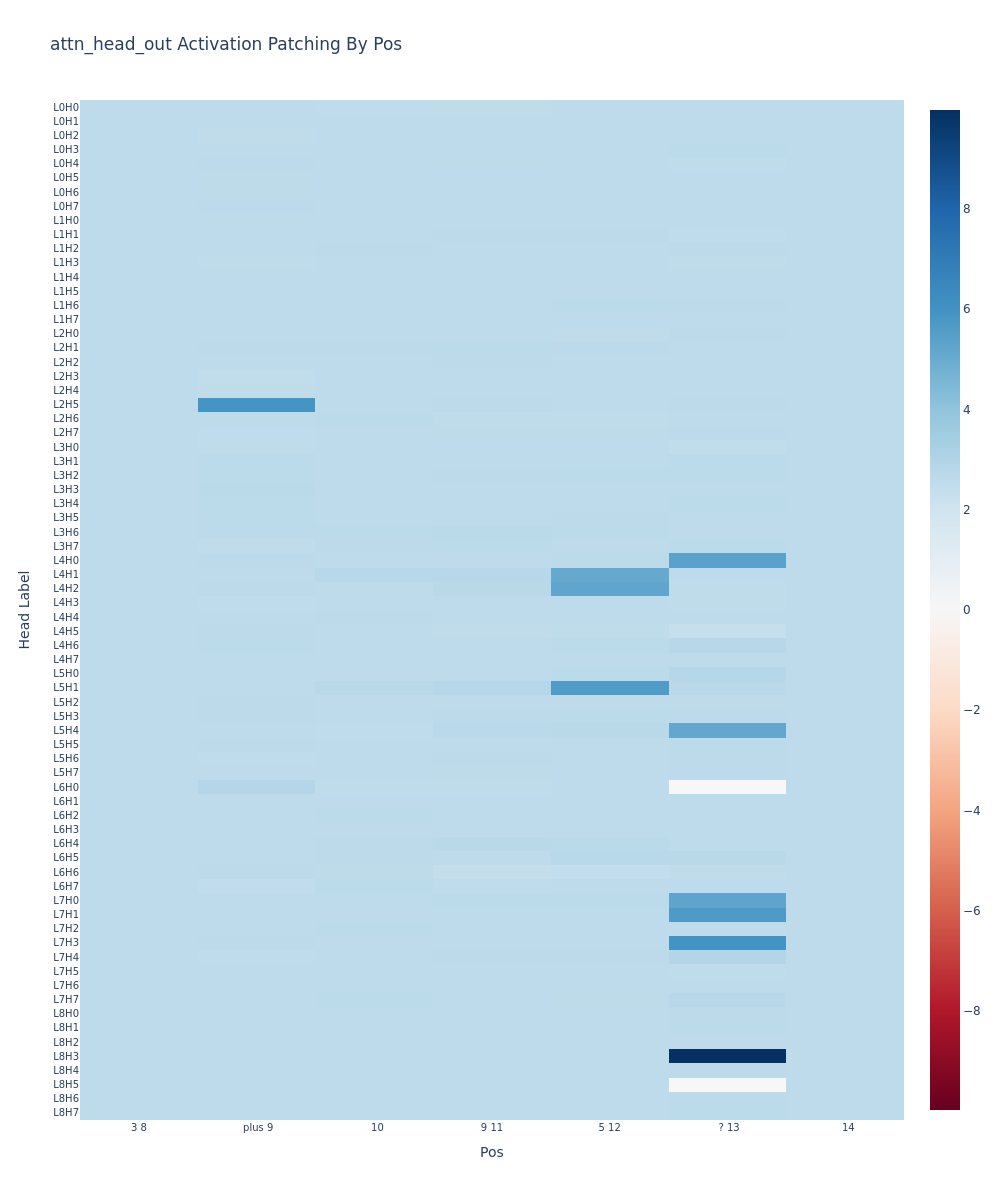 attn_head_out Activation Patching By Pos
L0H0
L0H1
L0H2
L0H3
L0H4
L0H5
L0H6
L0H7
L1H0
L1H1
L1H2
L1H3
L1H4
L1H5
L1H6
L1H7
L2H0
L2H1
L2H2
L2H3
L2H4
L2H5
L2H6
L2H7
L3H0
L3H1
L3H2
L3H3
L3H4
L3H5
L3H6
L3H7
L4H0
L4H1
L4H2
L4H3
L4H4
L4H5
L4H6
L4H7
L5H0
L5H1
L5H2
L5H3
L5H4
L5H5
L5H6
L5H7
L6H0
L6H1
L6H2
L6H3
L6H4
L6H5
L6H6
L6H7
L7H0
L7H1
L7H2
L7H3
L7H4
L7H5
L7H6
L7H7
L8H0
L8H1
L8H2
L8H3
L8H4
L8H5
L8H6
L8H7
Head Label
3 8 plus 9 10 9 11 5 12 ? 13 14
Pos
8
6
4
2
0
−2
−4
−6
−8